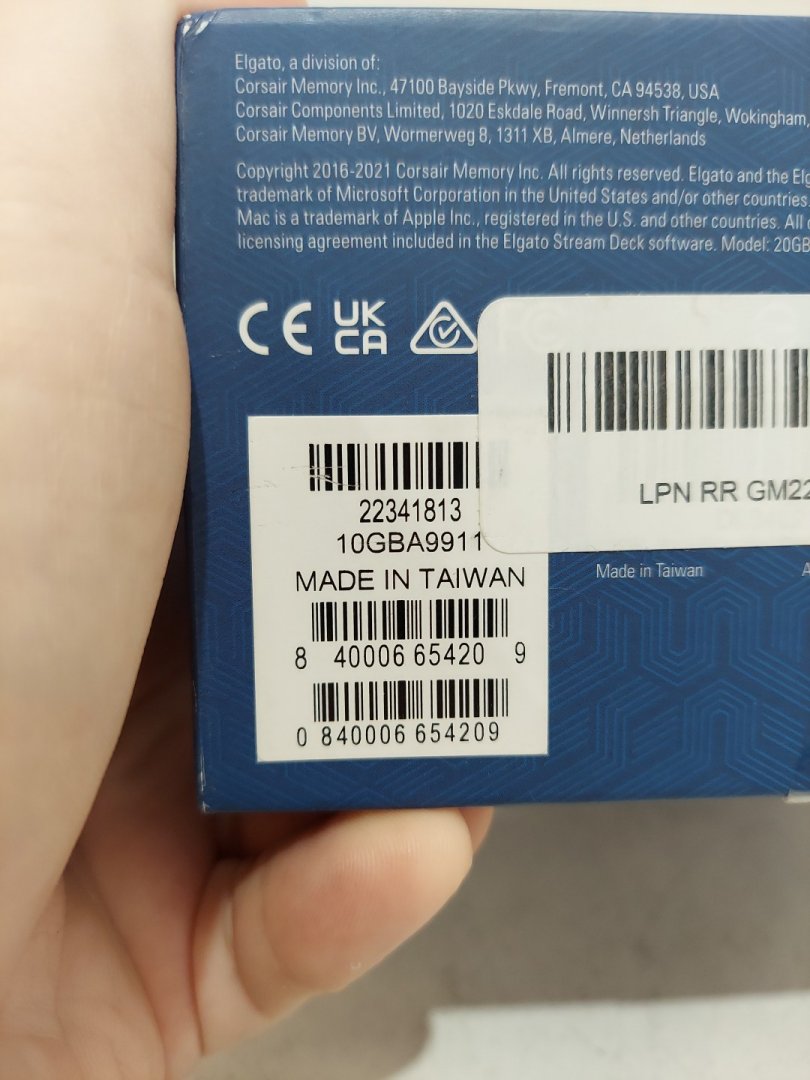 Elgato, a division of:
Corsair Memory Inc., 47100 Bayside Pkwy, Fremont, CA 94538, USA
Corsair Components Limited, 1020 Eskdale Road, Winnersh Triangle, Wokingham,
Corsair Memory BV, Wormerweg 8, 1311 XB, Almere, Netherlands
Copyright 2016-2021 Corsair Memory Inc. All rights reserved. Elgato and the
trademark of Microsoft Corporation in the United States and/or other countries.
Mac is a trademark of Apple Inc., registered in the U.S. and other countries. All
licensing agreement included in the Elgato Stream Deck software. Model: 20GB
CE UK
CA
LPN RR GM22
22341813
10GBA9911
MADE IN TAIWAN
Made in Taiwan
8 40006 65420 9
0 840006 654209